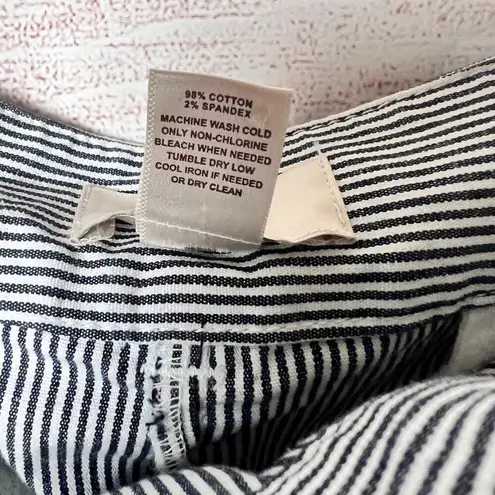 98% COTTON
2% SPANDEX
MACHINE WASH COLD
ONLY NON-CHLORINE
BLEACH WHEN NEEDED
TUMBLE DRY LOW
COOL IRON IF NEEDED
OR DRY CLEAN